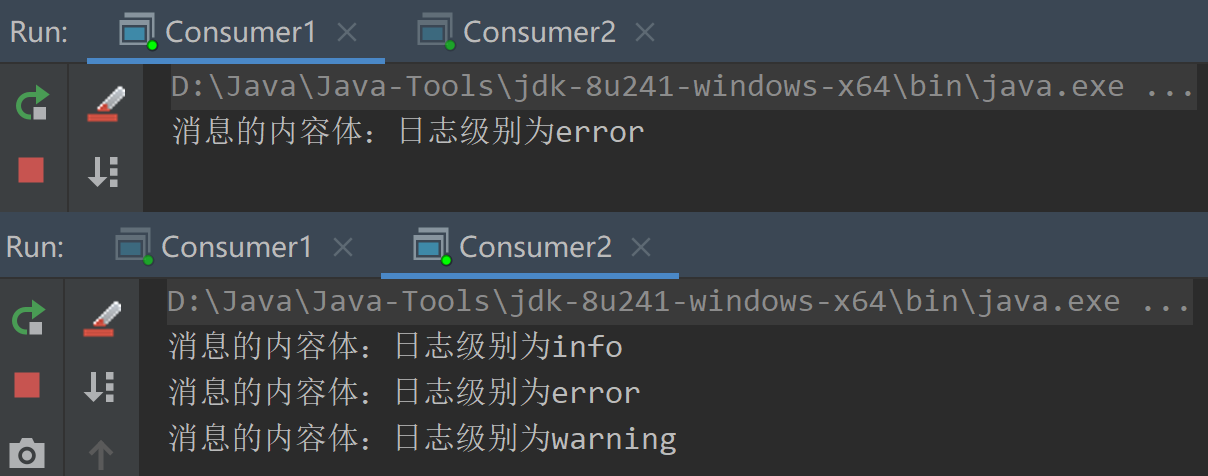 Run: Consumer1 Consumer2
D:\Java\Java-Tools\jdk-8u241-windows-x64\bin\java.exe ...
消息的内容体：日志级别为error
Run: Consumer1 Consumer2
D:\Java\Java-Tools\jdk-8u241-windows-x64\bin\java.exe ...
消息的内容体：日志级别为info
消息的内容体：日志级别为error
消息的内容体：日志级别为warning